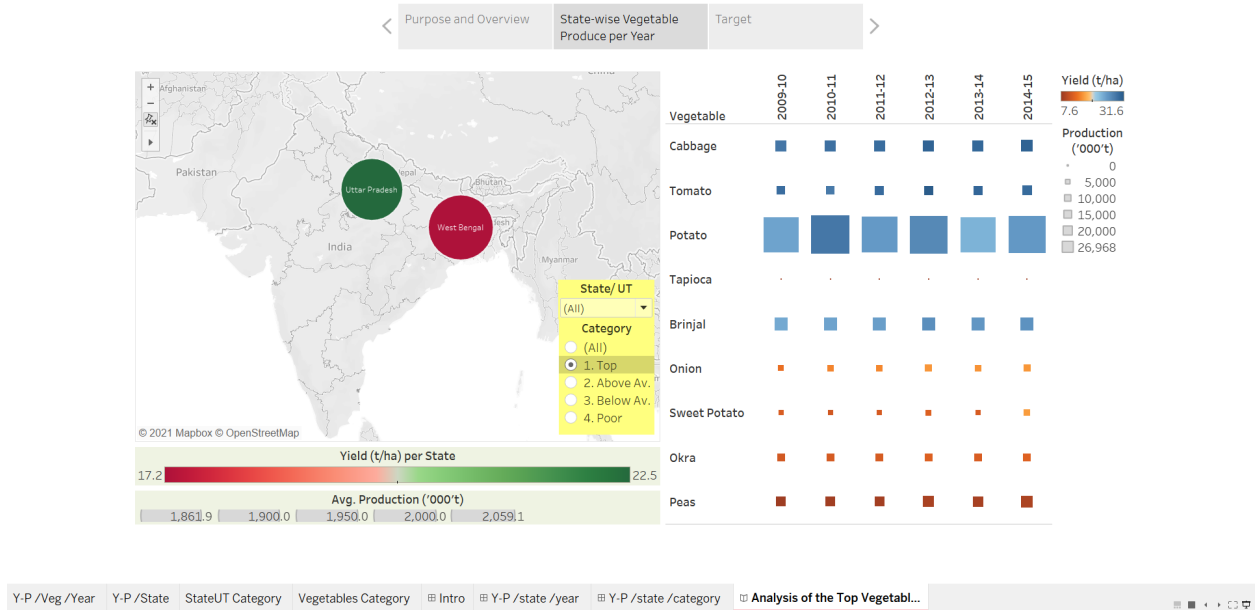 Purpose and Overview
State-wise Vegetable
Produce per Year
Target
China
Afghanistan
Pakistan
Nepal
Bhutan
Uttar Pradesh
West Bengal
desh
India
Myanmar
State/ UT
(All)
Category
(All)
1. Top
2. Above Av.
3. Below Av.
4. Poor
© 2021 Mapbox © OpenStreetMap
Yield (t/ha) per State
17.2
22.5
Avg. Production ('000't)
1,861.9
1,900.0
1,950.0
2,000.0
2,059.1
Vegetable
2009-10
2010-11
2011-12
2012-13
2013-14
2014-15
Cabbage
Tomato
Potato
Tapioca
Brinjal
Onion
Sweet Potato
Okra
Peas
Yield (t/ha)
7.6 31.6
Production
('000't)
0
5,000
10,000
15,000
20,000
26,968
Y-P /Veg /Year
Y-P /State
StateUT Category
Vegetables Category
Intro
Y-P /state /year
Y-P /state /category
Analysis of the Top Vegetabl...